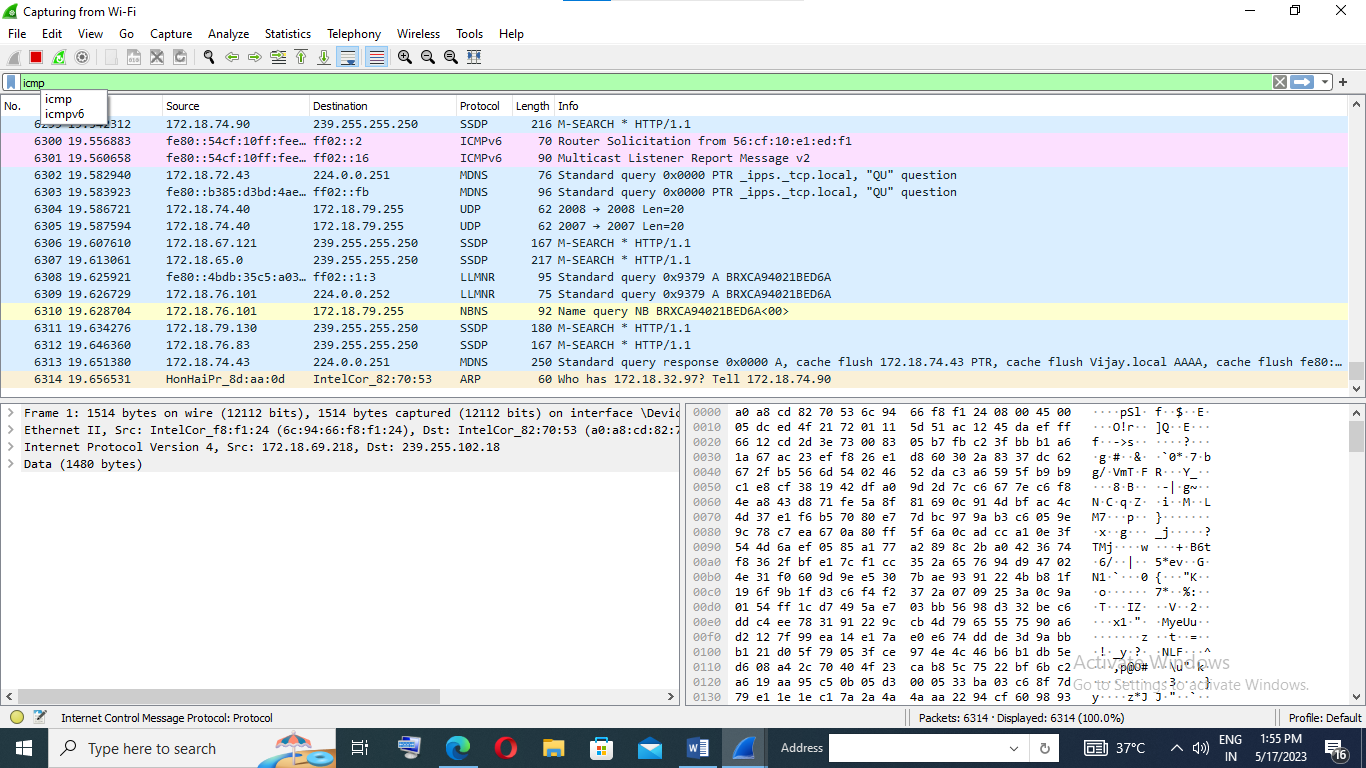 Capturing from Wi-Fi
File Edit View Go Capture Analyze Statistics Telephony Wireless Tools Help
icmp
icmp
icmpv6
No. Source Destination Protocol Length Info
172.18.74.90 239.255.255.250 SSDP 216 M-SEARCH * HTTP/1.1
6300 19.556883 fe80::54cf:10ff:fee… ff02::2 ICMPv6 70 Router Solicitation from 56:cf:10:e1:ed:f1
6301 19.560658 fe80::54cf:10ff:fee… ff02::16 ICMPv6 90 Multicast Listener Report Message v2
6302 19.582940 172.18.72.43 224.0.0.251 MDNS 76 Standard query 0x0000 PTR _ipps._tcp.local, "QU" question
6303 19.583923 fe80::b385:d3bd:4ae… ff02::fb MDNS 96 Standard query 0x0000 PTR _ipps._tcp.local, "QU" question
6304 19.586721 172.18.74.40 172.18.79.255 UDP 62 2008 → 2008 Len=20
6305 19.587594 172.18.74.40 172.18.79.255 UDP 62 2007 → 2007 Len=20
6306 19.607610 172.18.67.121 239.255.255.250 SSDP 167 M-SEARCH * HTTP/1.1
6307 19.613061 172.18.65.0 239.255.255.250 SSDP 217 M-SEARCH * HTTP/1.1
6308 19.625921 fe80::4bdb:35c5:a03… ff02::1:3 LLMNR 95 Standard query 0x9379 A BRXCA94021BED6A
6309 19.626729 172.18.76.101 224.0.0.252 LLMNR 75 Standard query 0x9379 A BRXCA94021BED6A
6310 19.628704 172.18.76.101 172.18.79.255 NBNS 92 Name query NB BRXCA94021BED6A<00>
6311 19.634276 172.18.79.130 239.255.255.250 SSDP 180 M-SEARCH * HTTP/1.1
6312 19.646360 172.18.76.83 239.255.255.250 SSDP 167 M-SEARCH * HTTP/1.1
6313 19.651380 172.18.74.43 224.0.0.251 MDNS 250 Standard query response 0x0000 A, cache flush 172.18.74.43 PTR, cache flush Vijay.local AAAA, cache flush fe80:…
6314 19.656531 HonHaiPr_8d:aa:0d IntelCor_82:70:53 ARP 60 Who has 172.18.32.97? Tell 172.18.74.90
Frame 1: 1514 bytes on wire (12112 bits), 1514 bytes captured (12112 bits) on interface \Devic
Ethernet II, Src: IntelCor_f8:f1:24 (6c:94:66:f8:f1:24), Dst: IntelCor_82:70:53 (a0:a8:cd:82:7
Internet Protocol Version 4, Src: 172.18.69.218, Dst: 239.255.102.18
Data (1480 bytes)
0000 a0 a8 cd 82 70 53 6c 94 66 f8 f1 24 08 00 45 00 ····pSl· f··$··E·
0010 05 dc ed 4f 21 72 01 11 5d 51 ac 12 45 da ef ff ···O!r·· ]Q··E···
0020 66 12 cd 2d 3e 73 00 83 05 b7 fb c2 3f bb b1 a6 f··->s·· ····?···
0030 1a 67 ac 23 ef f8 26 e1 d8 60 30 2a 83 37 dc 62 ·g·#··&· ·`0*·7·b
0040 67 2f b5 56 6d 54 02 46 52 da c3 a6 59 5f b9 b9 g/·VmT·F R···Y_··
0050 c1 e8 cf 38 19 42 df a0 9d 2d 7c c6 67 7e c6 f8 ···8·B·· ·-|·g~··
0060 4e a8 43 d8 71 fe 5a 8f 81 69 0c 91 4d bf ac 4c N·C·q·Z· ·i··M··L
0070 4d 37 e1 f6 b5 70 80 e7 7d bc 97 9a b3 c6 05 9e M7···p·· }·······
0080 9c 78 c7 ea 67 0a 80 ff 5f 6a 0c ad cc a1 0e 3f ·x··g··· _j·····?
0090 54 4d 6a ef 05 85 a1 77 a2 89 8c 2b a0 42 36 74 TMj····w ···+·B6t
00a0 f8 36 2f bf e1 7c f1 cc 35 2a 65 76 94 d9 47 02 ·6/··|·· 5*ev··G·
00b0 4e 31 f0 60 9d 9e e5 30 7b ae 93 91 22 4b b8 1f N1·`···0 {···"K··
00c0 19 6f 9b 1f d3 c6 f4 f2 37 2a 07 09 25 3a 0c 9a ·o······ 7*··%:··
00d0 01 54 ff 1c d7 49 5a e7 03 bb 56 98 d3 32 be c6 ·T···IZ· ··V··2··
00e0 dd c4 ee 78 31 91 22 9c cb 4d 79 65 55 75 90 a6 ···x1·"· ·MyeUu··
00f0 d2 12 7f 99 ea 14 e1 7a e0 e6 74 dd de 3d 9a bb ·······z ··t··=··
0100 b1 21 d0 5f 79 05 3f ce 97 4e 4c 46 b6 b1 db 5e ·!·_y·?· ·NLF···^
0110 d6 08 a4 2c 70 40 4f 23 ca b8 5c 75 22 bf 6b c2 ···,p@O# ··\u"·k·
0120 a6 19 aa 95 c5 0b 05 d3 00 05 33 ba 03 c6 8f 7d ········ ··3····}
0130 79 e1 1e 1e c1 7a 2a 4a 4a aa 22 94 cf 60 98 93 y····z*J J·"··`··
Activate Windows
Go to Settings to activate Windows.
Internet Control Message Protocol: Protocol
Packets: 6314 · Displayed: 6314 (100.0%)
Profile: Default
Type here to search
Address
37°C
ENG
IN
1:55 PM
5/17/2023
16